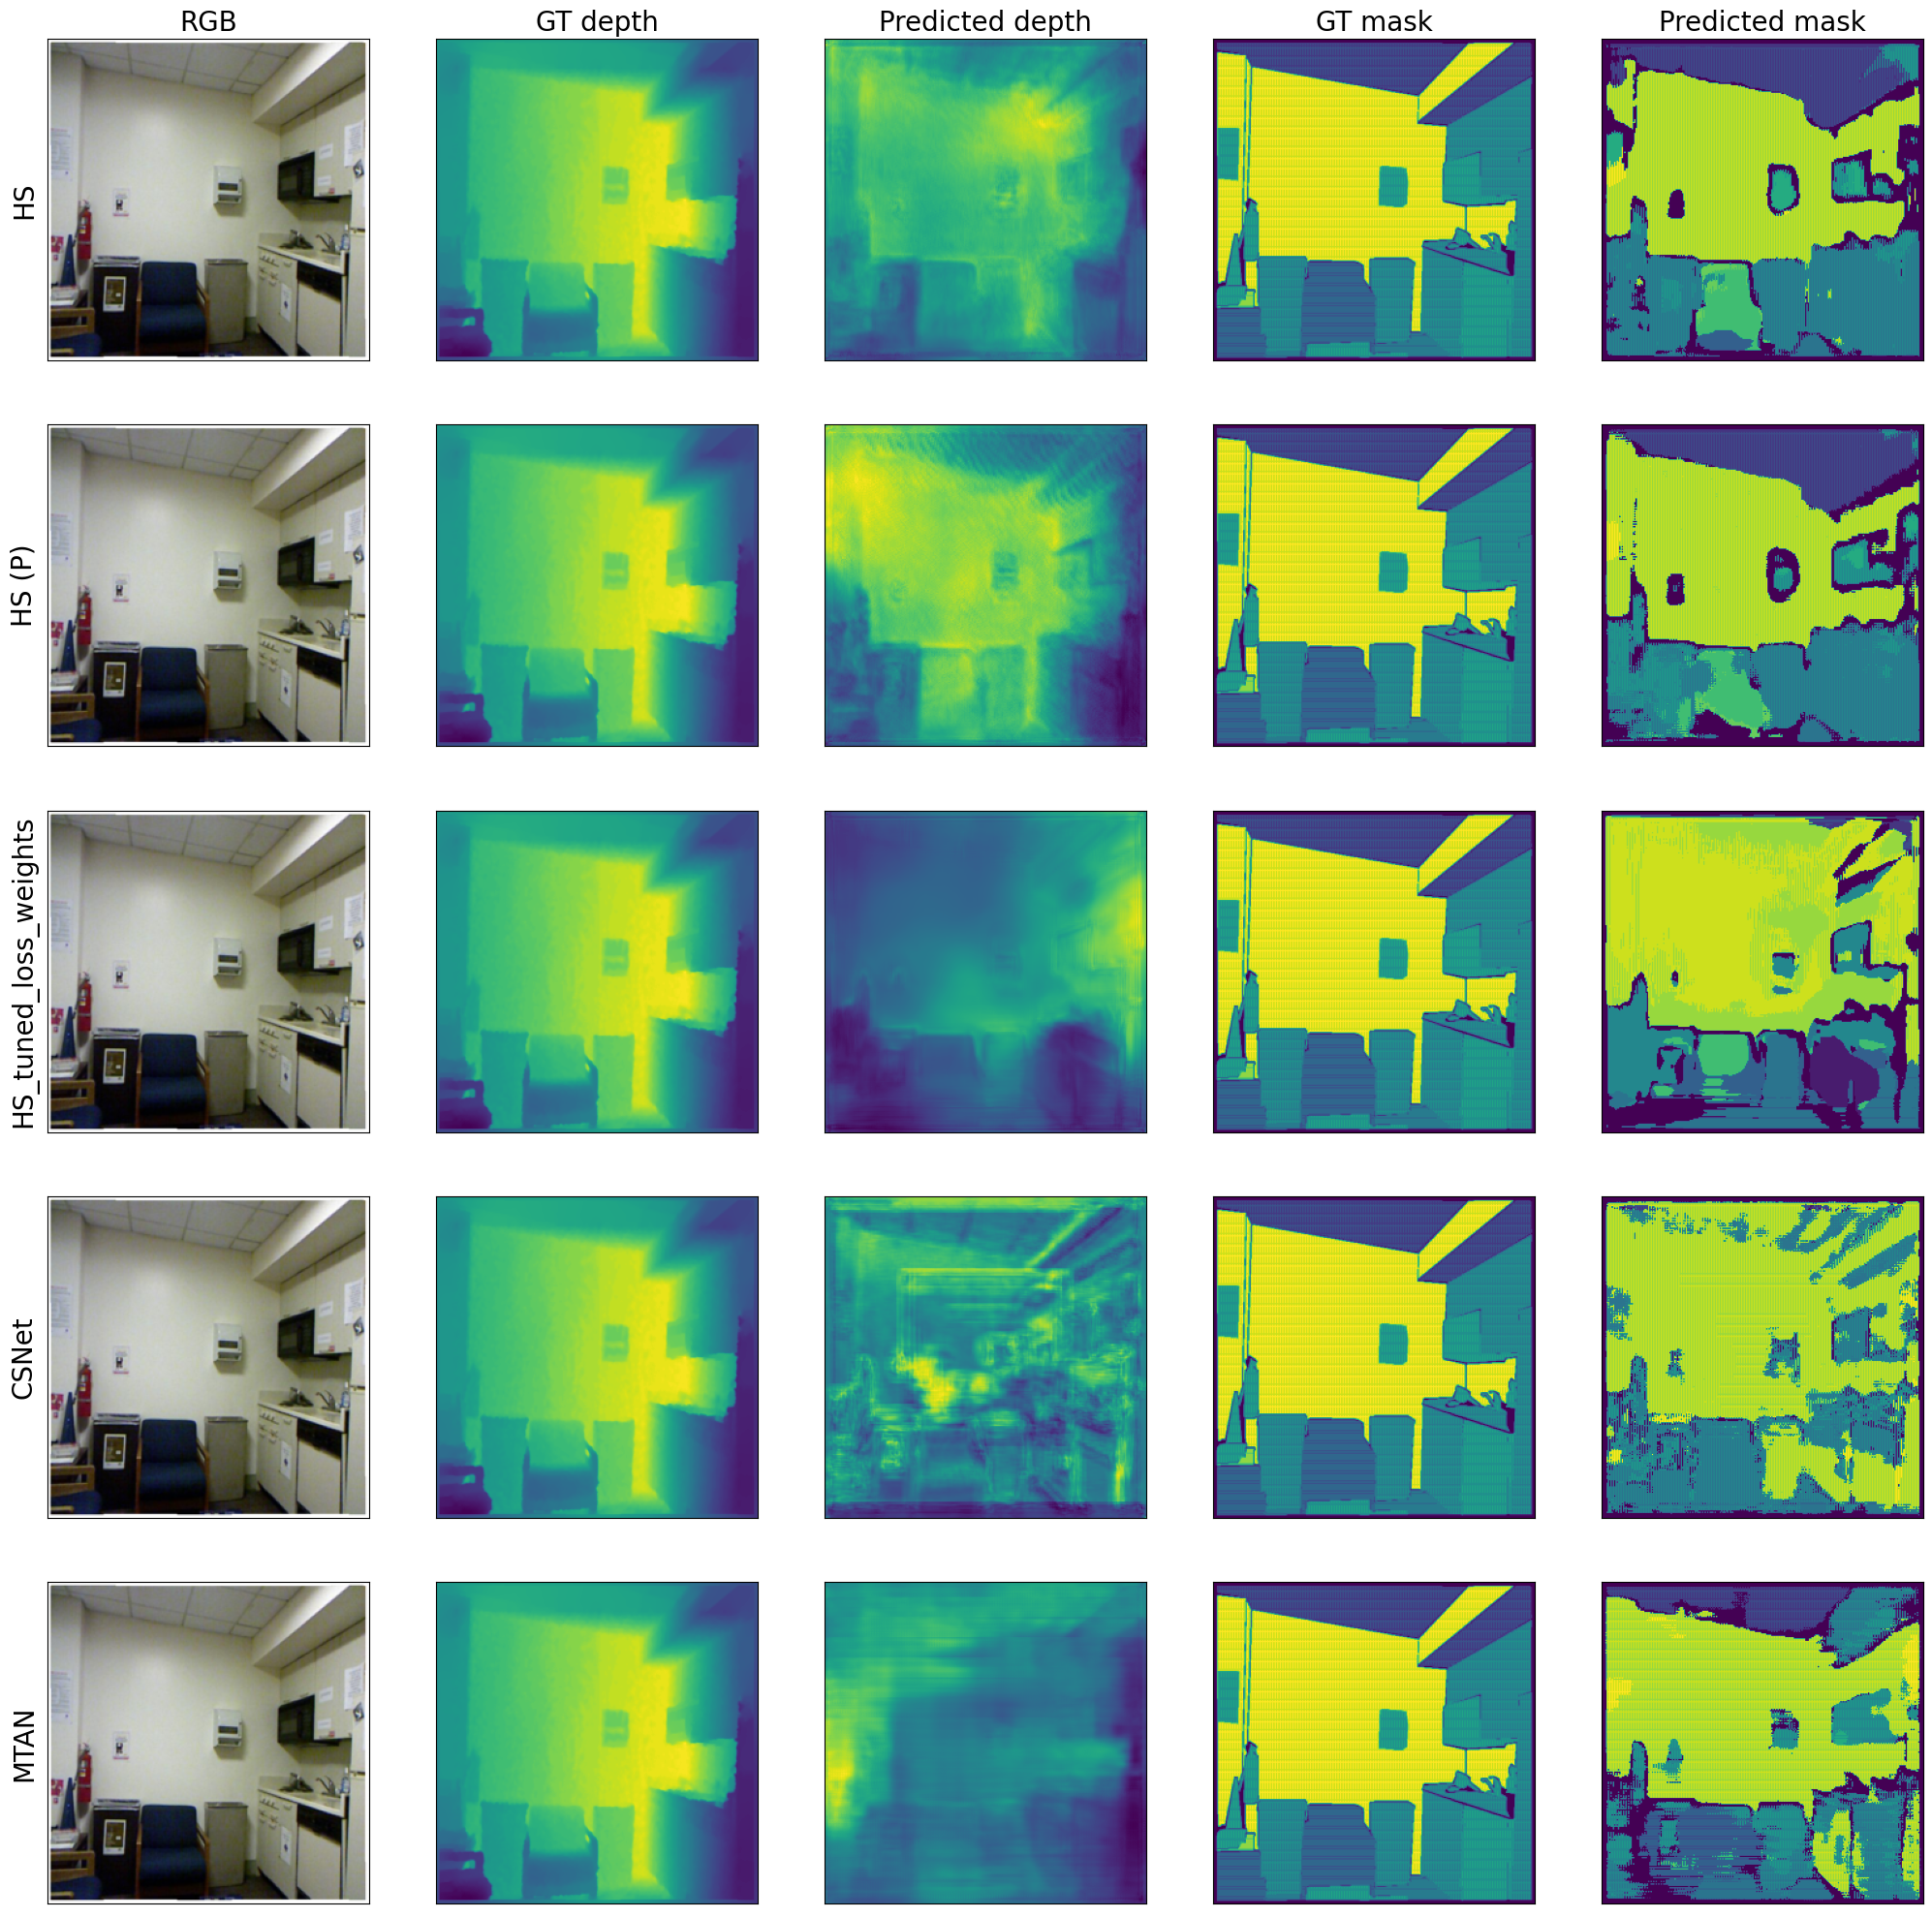 RGB
GT depth
Predicted depth
GT mask
Predicted mask
HS
HS (P)
HS_tuned_loss_weights
CSNet
MTAN